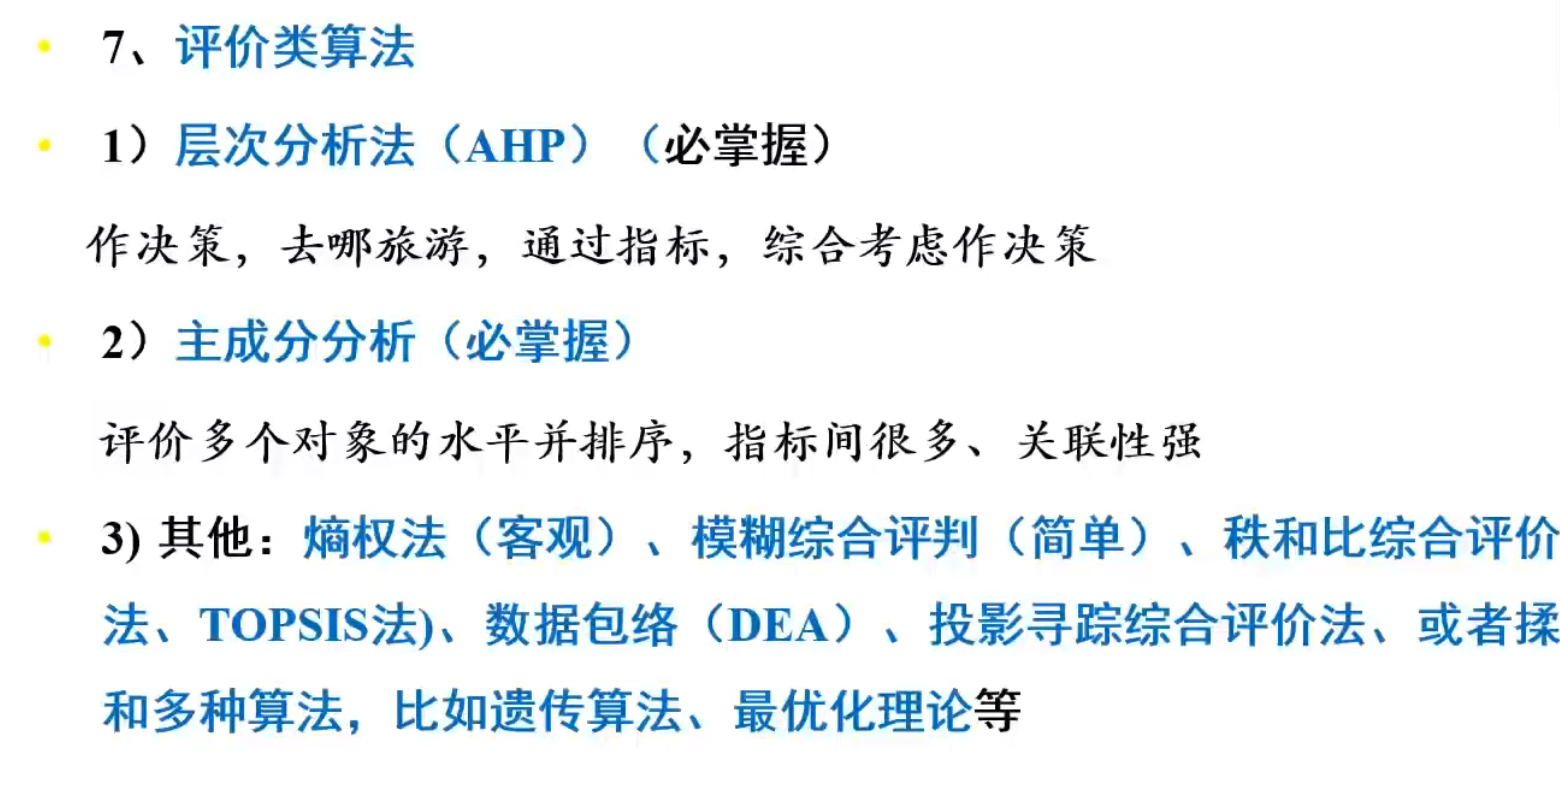 • 7、评价类算法
• 1）层次分析法（AHP）（必掌握）
作决策，去哪旅游，通过指标，综合考虑作决策
• 2）主成分分析（必掌握）
评价多个对象的水平并排序，指标间很多、关联性强
• 3) 其他：熵权法（客观）、模糊综合评判（简单）、秩和比综合评价
法、TOPSIS法)、数据包络（DEA）、投影寻踪综合评价法、或者揉
和多种算法，比如遗传算法、最优化理论等